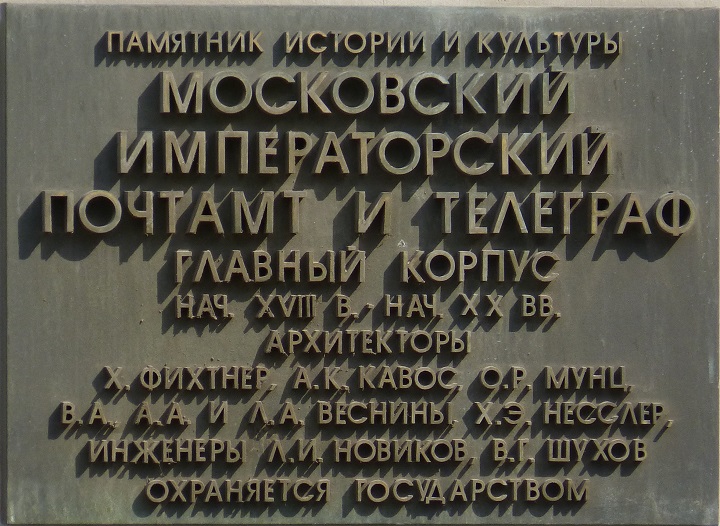 ПАМЯТНИК ИСТОРИИ И КУЛЬТУРЫ
МОСКОВСКИЙ
ИМПЕРАТОРСКИЙ
ПОЧТАМТ И ТЕЛЕГРАФ
ГЛАВНЫЙ КОРПУС
НАЧ. XVIII В. - НАЧ. XX ВВ.
АРХИТЕКТОРЫ
Х. ФИХТНЕР, А.К. КАВОС, О.Р. МУНЦ,
В.А., А.А. И Л.А. ВЕСНИНЫ, Х.Э. НЕССЛЕР,
ИНЖЕНЕРЫ Л.И. НОВИКОВ, В.Г. ШУХОВ
ОХРАНЯЕТСЯ ГОСУДАРСТВОМ